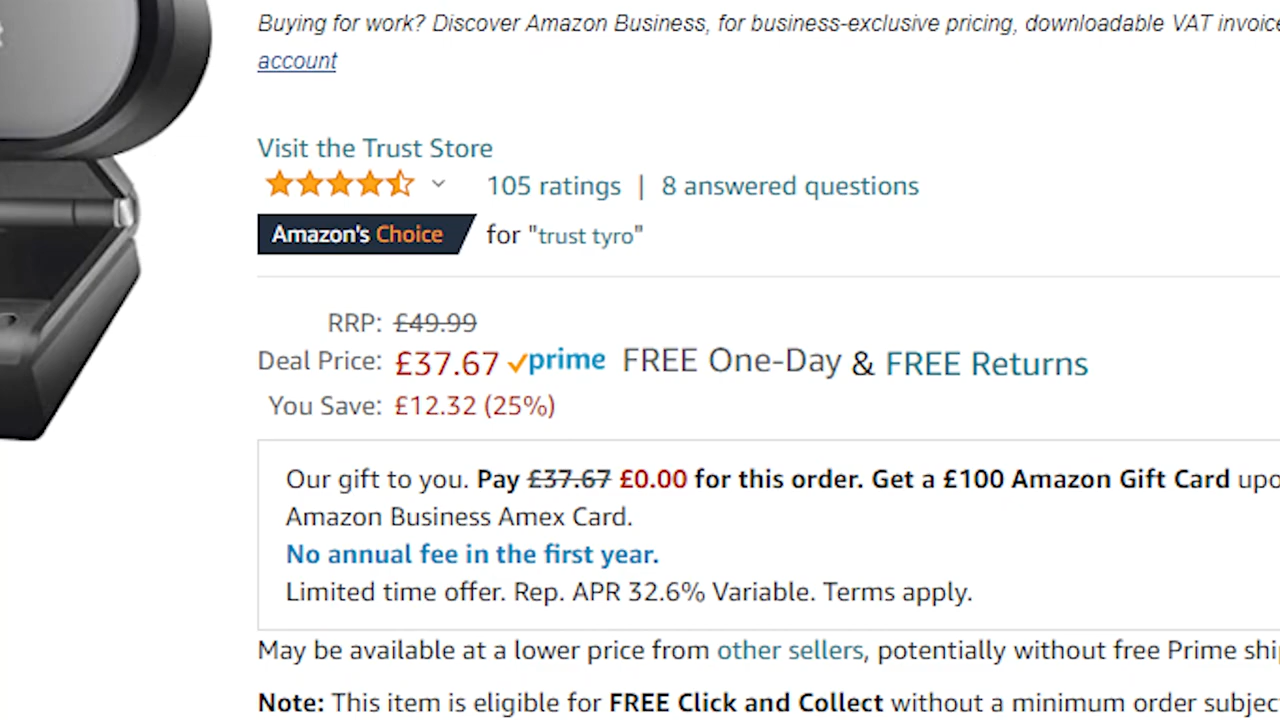 Buying for work? Discover Amazon Business, for business-exclusive pricing, downloadable VAT
account
Visit the Trust Store
105 ratings | 8 answered questions
Amazon's Choice for "trust tyro"
RRP: £49.99
Deal Price: £37.67 prime FREE One-Day & FREE Returns
You Save: £12.32 (25%)
Our gift to you. Pay £37.67 £0.00 for this order. Get a £100 Amazon Gift Card
Amazon Business Amex Card.
No annual fee in the first year.
Limited time offer. Rep. APR 32.6% Variable. Terms apply.
May be available at a lower price from other sellers, potentially without free Prime
Note: This item is eligible for FREE Click and Collect without a minimum order